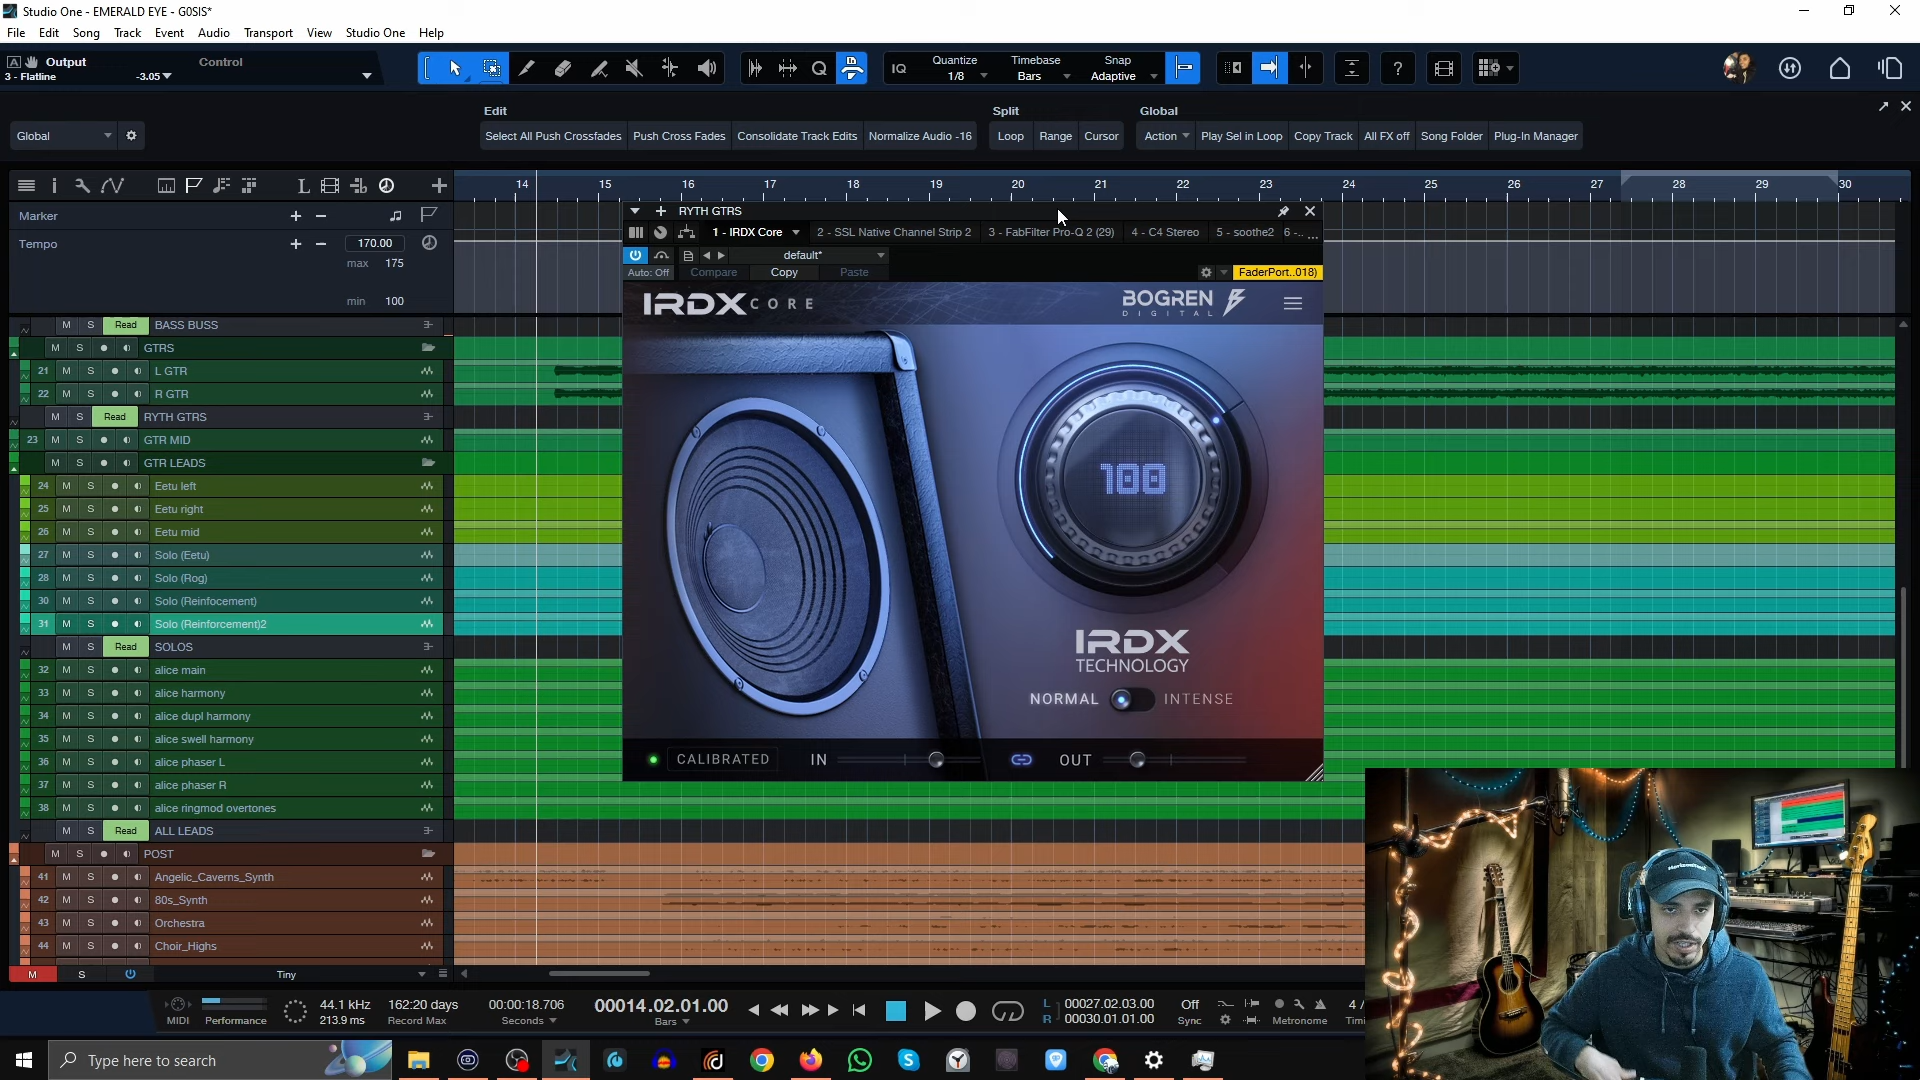 Studio One - EMERALD EYE - G0SIS*
File Edit Song Track Event Audio Transport View Studio One Help
Output
Control
3 - Flatline -3.05
IQ
Quantize
1/8
Timebase
Bars
Snap
Adaptive
?
Edit
Split
Global
Global
Select All Push Crossfades Push Cross Fades Consolidate Track Edits Normalize Audio -16 Loop Range Cursor Action Play Sel in Loop Copy Track All FX off Song Folder Plug-In Manager
14 15 16 17 18 19 20 21 22 23 24 25 26 27 28 29 30
Marker
Tempo
170.00
max 175
min 100
RYTH GTRS
1 - IRDX Core 2 - SSL Native Channel Strip 2 3 - FabFilter Pro-Q 2 (29) 4 - C4 Stereo 5 - soothe2 6 -.. ...
default*
Auto: Off Compare Copy Paste FaderPort..018)
IRDX CORE
BOGREN
DIGITAL
100
IRDX
TECHNOLOGY
NORMAL INTENSE
CALIBRATED IN OUT
M S Read BASS BUSS
M S GTRS
21 M S L GTR
22 M S R GTR
M S Read RYTH GTRS
23 M S GTR MID
M S GTR LEADS
24 M S Eetu left
25 M S Eetu right
26 M S Eetu mid
27 M S Solo (Eetu)
28 M S Solo (Rog)
30 M S Solo (Reinfocement)
31 M S Solo (Reinforcement)2
M S Read SOLOS
32 M S alice main
33 M S alice harmony
34 M S alice dupl harmony
35 M S alice swell harmony
36 M S alice phaser L
37 M S alice phaser R
38 M S alice ringmod overtones
M S Read ALL LEADS
M S POST
41 M S Angelic_Caverns_Synth
42 M S 80s_Synth
43 M S Orchestra
44 M S Choir_Highs
M S Tiny
MIDI
Performance
44.1 kHz
213.9 ms
162:20 days
Record Max
00:00:18.706
Seconds
00014.02.01.00
Bars
L 00027.02.03.00
R 00030.01.01.00
Off
Sync
Metronome
4 /
Timi
Type here to search